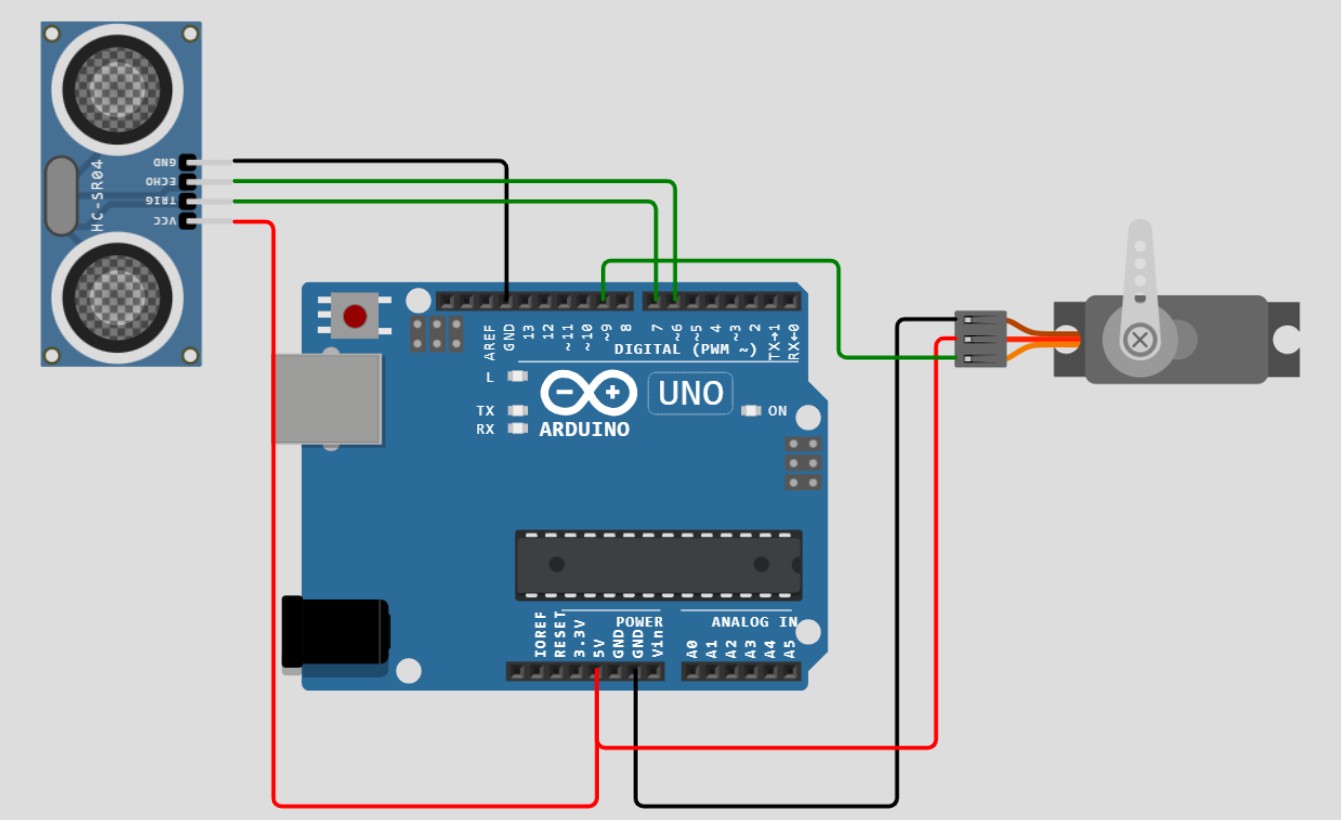 GND
ECHO
TRIG
VCC
HC-SR04
AREF
GND
13
12
~11
~10
~9
8
7
~6
~5
4
~3
2
TX→1
RX←0
DIGITAL (PWM ~)
L
TX
RX
UNO
ON
ARDUINO
IOREF
RESET
3.3V
5V
GND
GND
Vin
POWER
ANALOG IN
A0
A1
A2
A3
A4
A5